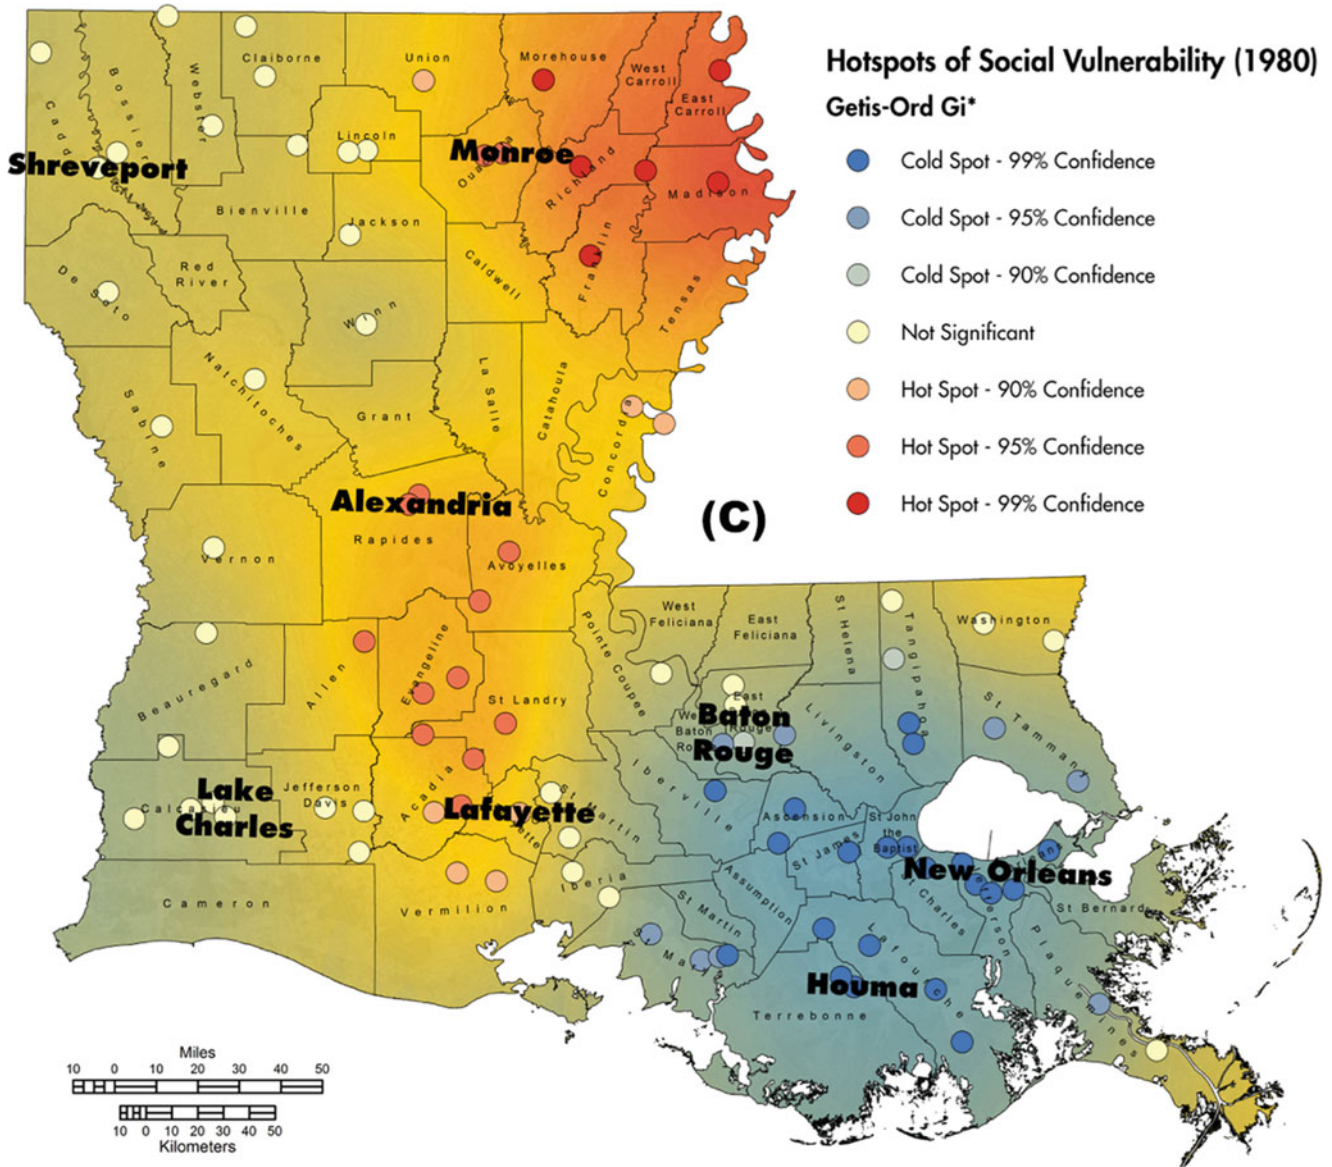 Hotspots of Social Vulnerability (1980)
Getis-Ord Gi*
Cold Spot - 99% Confidence
Cold Spot - 95% Confidence
Cold Spot - 90% Confidence
Not Significant
Hot Spot - 90% Confidence
Hot Spot - 95% Confidence
Hot Spot - 99% Confidence
(C)
Caddo
Bossier
Webster
Claiborne
Union
Morehouse
West
Carroll
East
Carroll
Lincoln
Shreveport
Monroe
Richland
Madison
Bienville
Jackson
De Soto
Red
River
Winn
Caldwell
Franklin
Tensas
Natchitoches
Sabine
Grant
La Salle
Catahoula
Concordia
Alexandria
Rapides
Avoyelles
Vernon
Beauregard
Allen
Evangeline
St Landry
Pointe Coupee
West
Feliciana
East
Feliciana
St Helena
Tangipahoa
Washington
St Tammany
Livingston
East
Baton
Rouge
Baton
Rouge
Iberville
Ascension
St John
the
Baptist
St James
Lake
Charles
Calcasieu
Jefferson
Davis
Acadia
Lafayette
St Martin
Iberia
Vermilion
Cameron
St Martin
St Mary
Assumption
St Charles
New Orleans
Jefferson
St Bernard
Plaquemines
Lafourche
Houma
Terrebonne
Miles
10 0 10 20 30 40 50
10 0 10 20 30 40 50
Kilometers